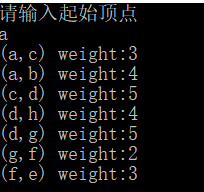 请输入起始顶点
a
(a,c) weight:3
(a,b) weight:4
(c,d) weight:5
(d,h) weight:4
(d,g) weight:5
(g,f) weight:2
(f,e) weight:3